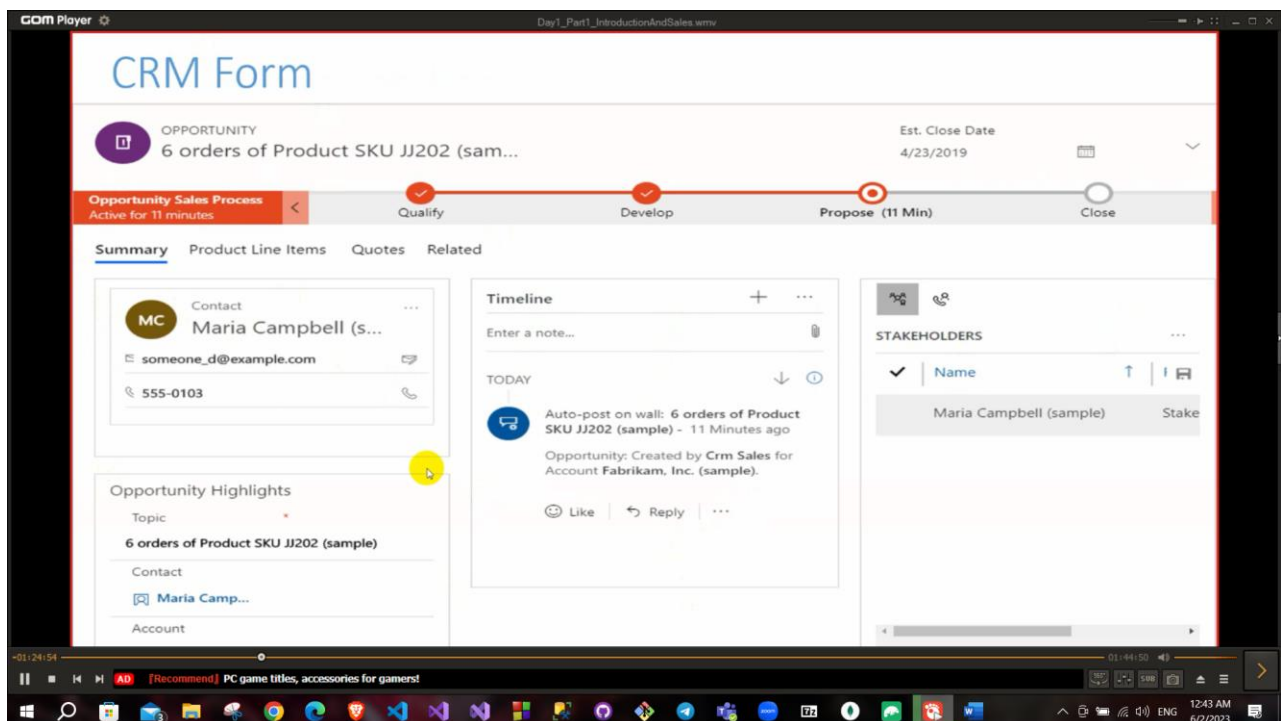 GOM Player
Day1_Part1_IntroductionAndSales.wmv
CRM Form
OPPORTUNITY
6 orders of Product SKU JJ202 (sam...
Est. Close Date
4/23/2019
Opportunity Sales Process
Active for 11 minutes
Qualify
Develop
Propose (11 Min)
Close
Summary Product Line Items Quotes Related
MC
Contact
Maria Campbell (s...
someone_d@example.com
555-0103
Opportunity Highlights
Topic *
6 orders of Product SKU JJ202 (sample)
Contact
Maria Camp...
Account
Timeline
Enter a note...
TODAY
Auto-post on wall: 6 orders of Product
SKU JJ202 (sample) - 11 Minutes ago
Opportunity: Created by Crm Sales for
Account Fabrikam, Inc. (sample).
Like Reply
STAKEHOLDERS
Name
Maria Campbell (sample) Stake
-01:24:54
01:44:50
AD [Recommend] PC game titles, accessories for gamers!
360° SUB
zoom
7z
ENG
12:43 AM
6/2/2023